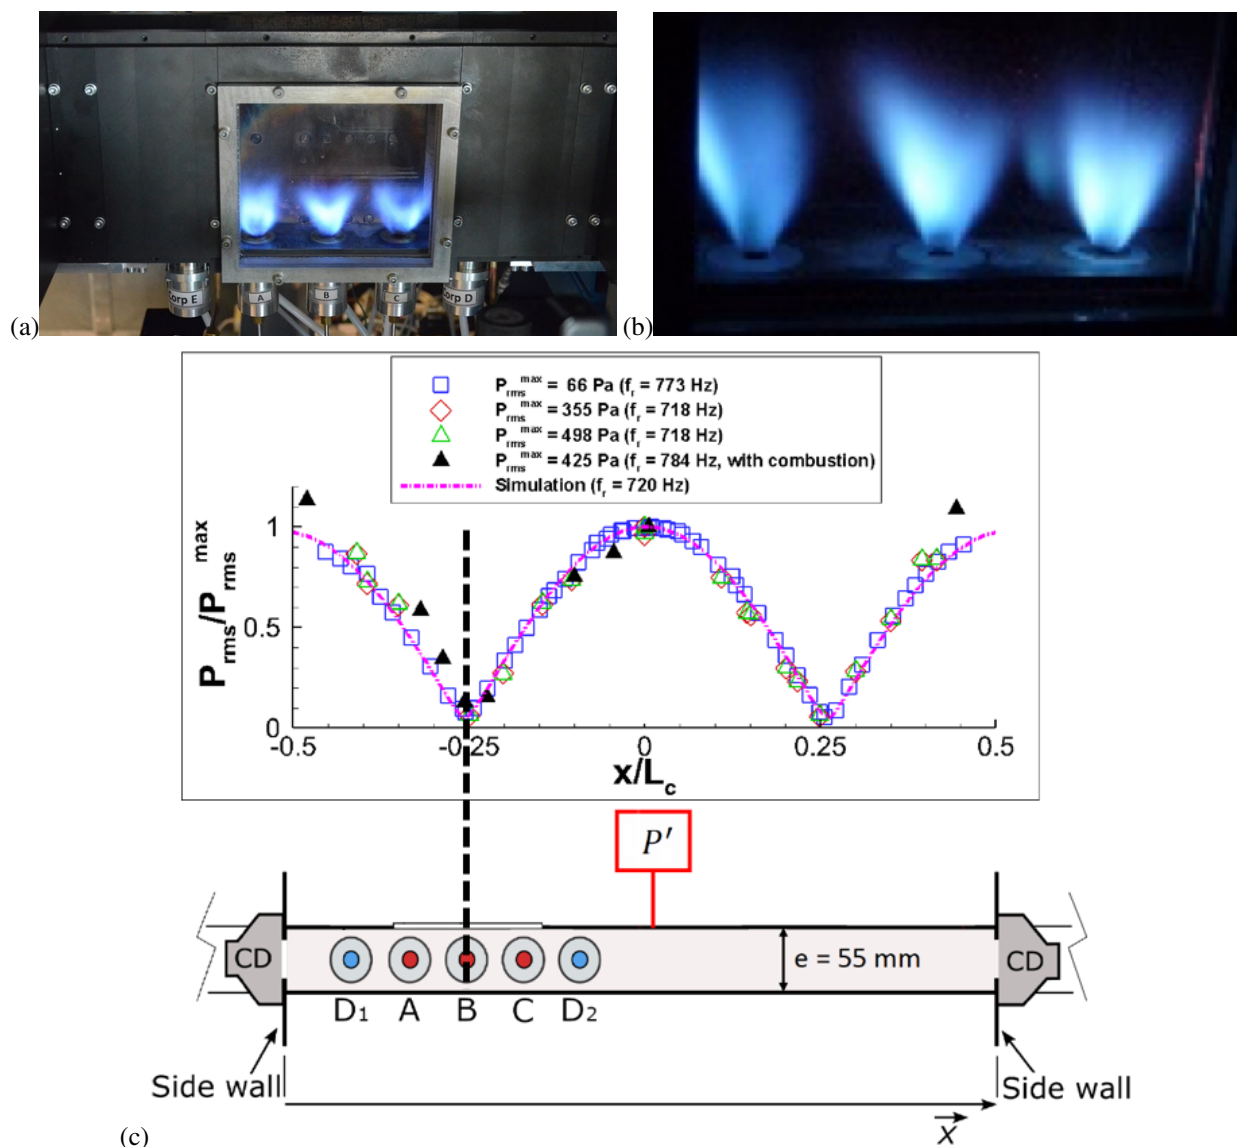 Corp E
A
B
C
Corp D
(a)
(b)
P_rms^max = 66 Pa (f_r = 773 Hz)
P_rms^max = 355 Pa (f_r = 718 Hz)
P_rms^max = 498 Pa (f_r = 718 Hz)
P_rms^max = 425 Pa (f_r = 784 Hz, with combustion)
Simulation (f_r = 720 Hz)
P_rms/P_rms^max
1
0.5
0
-0.5
-0.25
0
0.25
0.5
x/L_c
P′
CD
e = 55 mm
CD
D1
A
B
C
D2
Side wall
Side wall
x
(c)